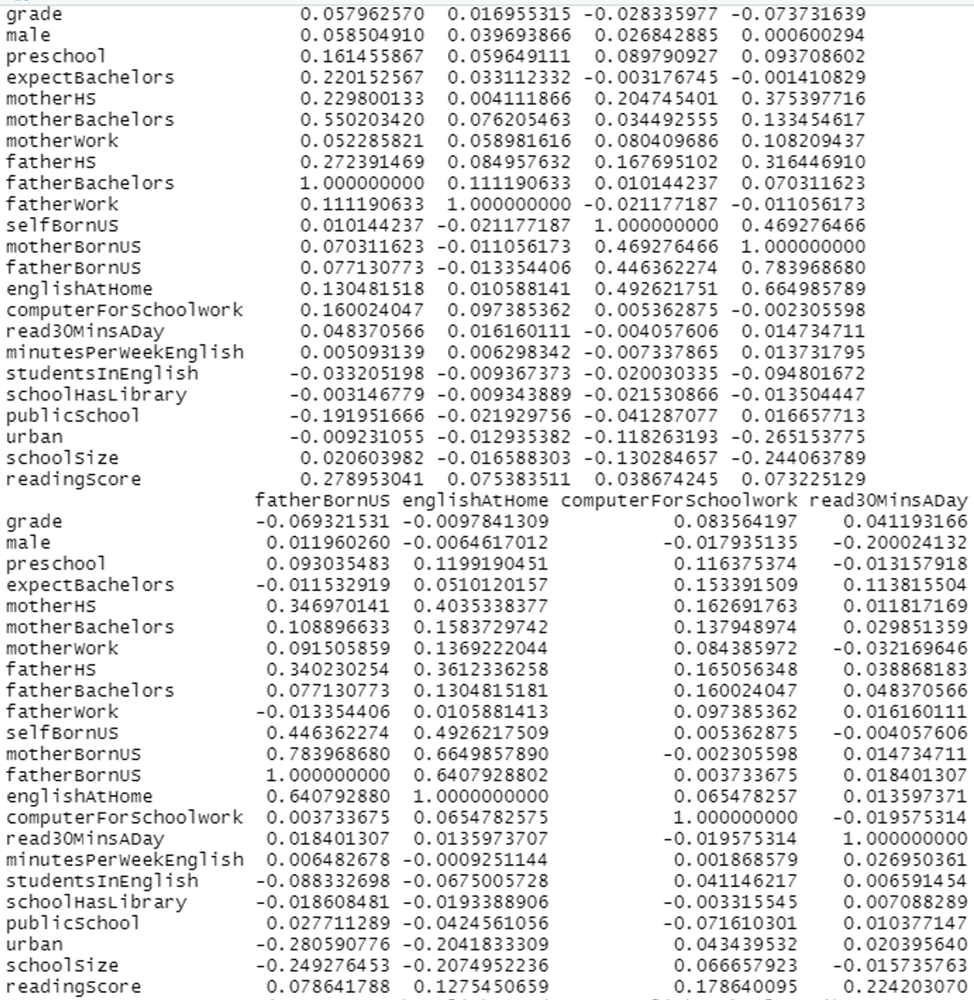 grade 0.057962570 0.016955315 -0.028335977 -0.073731639
male 0.058504910 0.039693866 0.026842885 0.000600294
preschool 0.161455867 0.059649111 0.089790927 0.093708602
expectBachelors 0.220152567 0.033112332 -0.003176745 -0.001410829
motherHS 0.229800133 0.004111866 0.204745401 0.375397716
motherBachelors 0.550203420 0.076205463 0.034492555 0.133454617
motherWork 0.052285821 0.058981616 0.080409686 0.108209437
fatherHS 0.272391469 0.084957632 0.167695102 0.316446910
fatherBachelors 1.000000000 0.111190633 0.010144237 0.070311623
fatherWork 0.111190633 1.000000000 -0.021177187 -0.011056173
selfBornUS 0.010144237 -0.021177187 1.000000000 0.469276466
motherBornUS 0.070311623 -0.011056173 0.469276466 1.000000000
fatherBornUS 0.077130773 -0.013354406 0.446362274 0.783968680
englishAtHome 0.130481518 0.010588141 0.492621751 0.664985789
computerForSchoolwork 0.160024047 0.097385362 0.005362875 -0.002305598
read30MinsADay 0.048370566 0.016160111 -0.004057606 0.014734711
minutesPerWeekEnglish 0.005093139 0.006298342 -0.007337865 0.013731795
studentsInEnglish -0.033205198 -0.009367373 -0.020030335 -0.094801672
schoolHasLibrary -0.003146779 -0.009343889 -0.021530866 -0.013504447
publicSchool -0.191951666 -0.021929756 -0.041287077 0.016657713
urban -0.009231055 -0.012935382 -0.118263193 -0.265153775
schoolSize 0.020603982 -0.016588303 -0.130284657 -0.244063789
readingScore 0.278953041 0.075383511 0.038674245 0.073225129
fatherBornUS englishAtHome computerForSchoolwork read30MinsADay
grade -0.069321531 -0.0097841309 0.083564197 0.041193166
male 0.011960260 -0.0064617012 -0.017935135 -0.200024132
preschool 0.093035483 0.1199190451 0.116375374 -0.013157918
expectBachelors -0.011532919 0.0510120157 0.153391509 0.113815504
motherHS 0.346970141 0.4035338377 0.162691763 0.011817169
motherBachelors 0.108896633 0.1583729742 0.137948974 0.029851359
motherWork 0.091505859 0.1369222044 0.084385972 -0.032169646
fatherHS 0.340230254 0.3612336258 0.165056348 0.038868183
fatherBachelors 0.077130773 0.1304815181 0.160024047 0.048370566
fatherWork -0.013354406 0.0105881413 0.097385362 0.016160111
selfBornUS 0.446362274 0.4926217509 0.005362875 -0.004057606
motherBornUS 0.783968680 0.6649857890 -0.002305598 0.014734711
fatherBornUS 1.000000000 0.6407928802 0.003733675 0.018401307
englishAtHome 0.640792880 1.0000000000 0.065478257 0.013597371
computerForSchoolwork 0.003733675 0.0654782575 1.000000000 -0.019575314
read30MinsADay 0.018401307 0.0135973707 -0.019575314 1.000000000
minutesPerWeekEnglish 0.006482678 -0.0009251144 0.001868579 0.026950361
studentsInEnglish -0.088332698 -0.0675005728 0.041146217 0.006591454
schoolHasLibrary -0.018608481 -0.0193388906 -0.003315545 0.007088289
publicSchool 0.027711289 -0.0424561056 -0.071610301 0.010377147
urban -0.280590776 -0.2041833309 0.043439532 0.020395640
schoolSize -0.249276453 -0.2074952236 0.066657923 -0.015735763
readingScore 0.078641788 0.1275450659 0.178640095 0.224203070